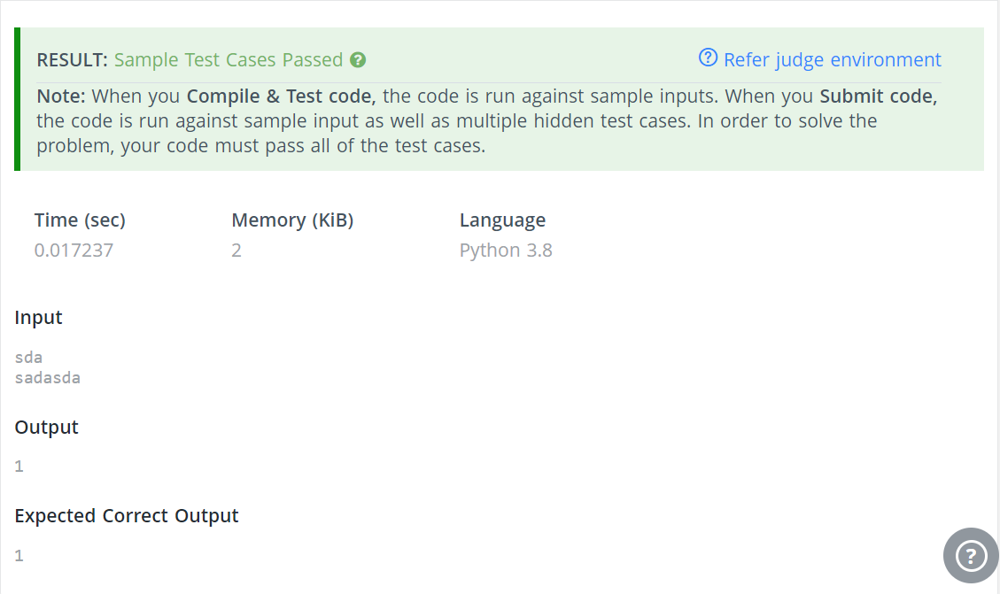 RESULT: Sample Test Cases Passed ? ? Refer judge environment
Note: When you Compile & Test code, the code is run against sample inputs. When you Submit code,
the code is run against sample input as well as multiple hidden test cases. In order to solve the
problem, your code must pass all of the test cases.
Time (sec) Memory (KiB) Language
0.017237 2 Python 3.8
Input
sda
sadasda
Output
1
Expected Correct Output
1
?